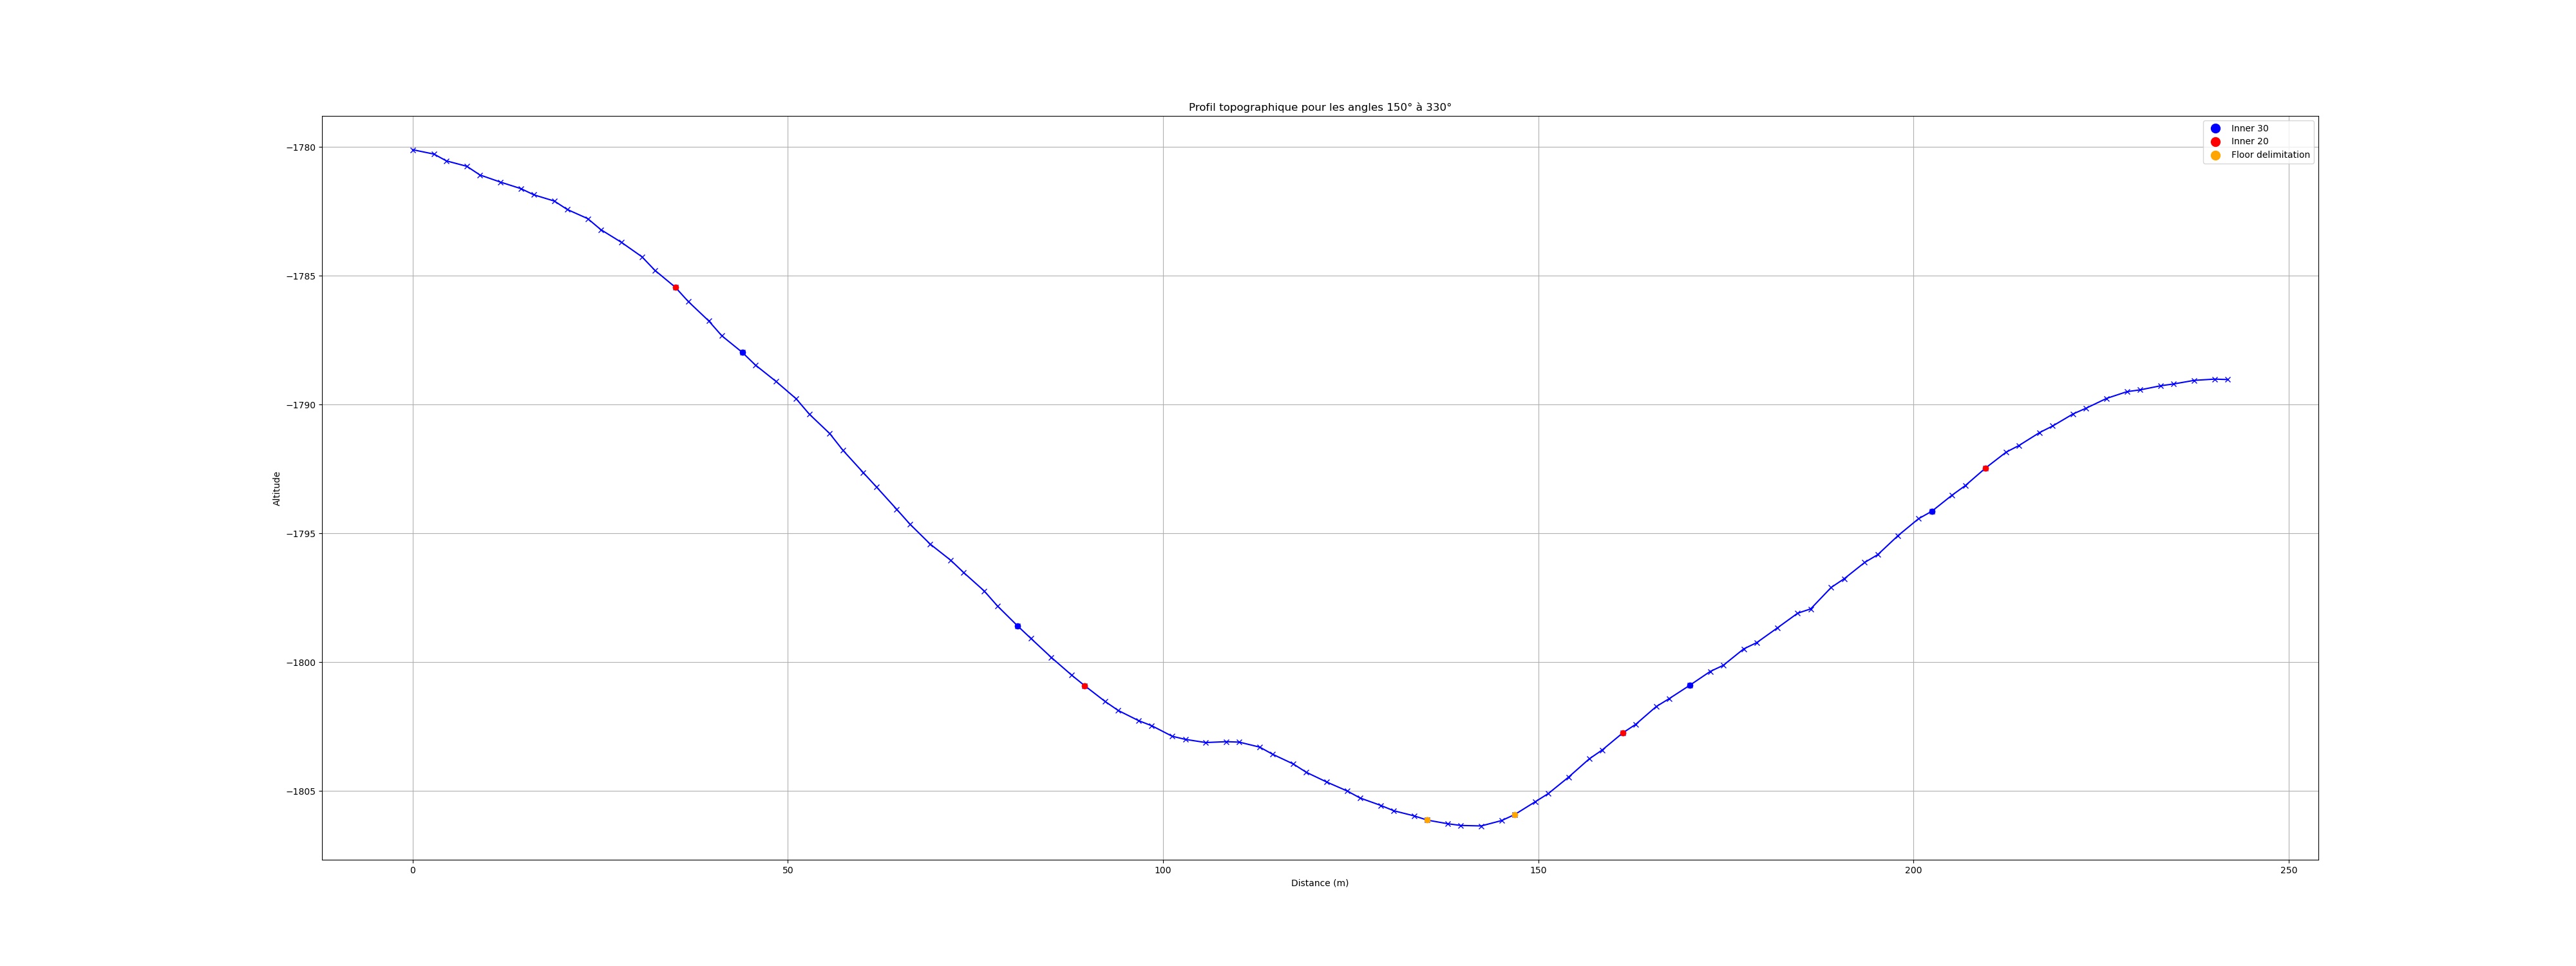 Profil topographique pour les angles 150° à 330°
Inner 30
Inner 20
Floor delimitation
Altitude
−1780
−1785
−1790
−1795
−1800
−1805
0 50 100 150 200 250
Distance (m)